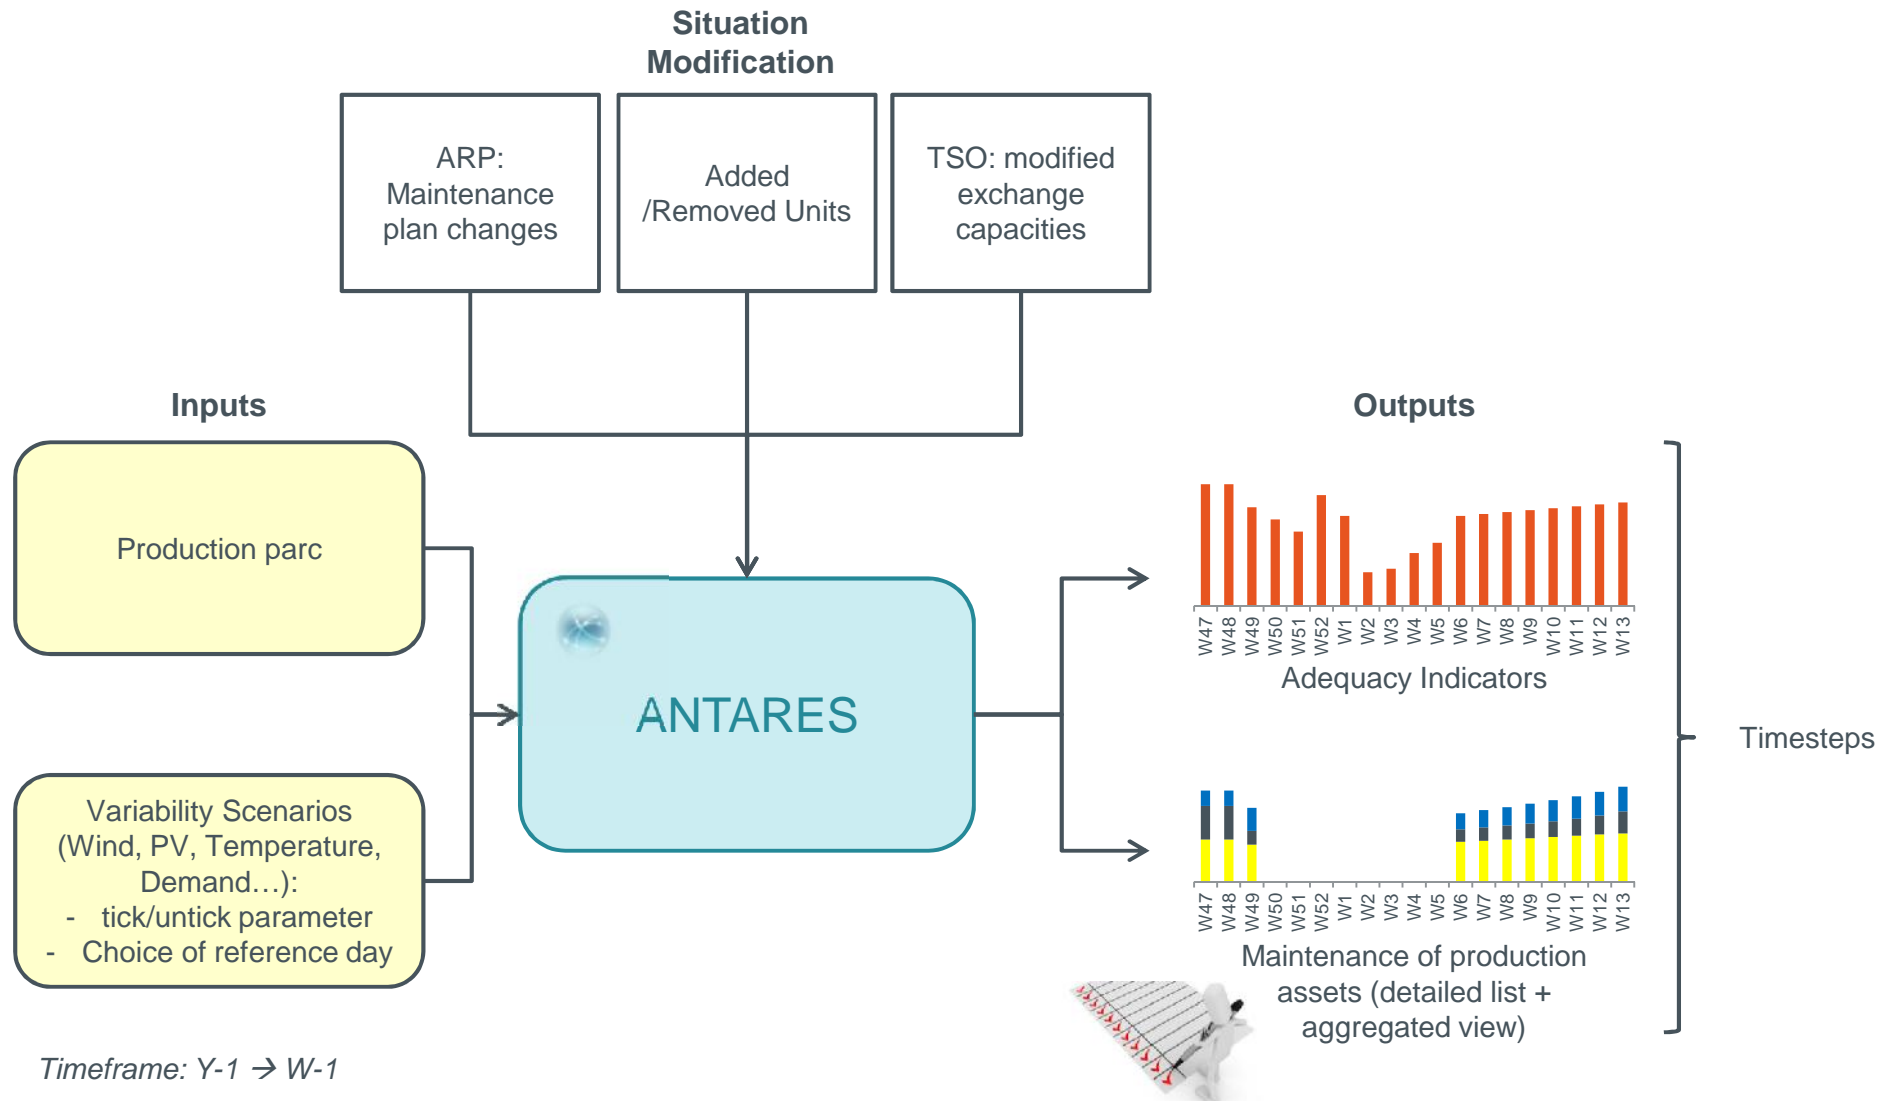 Situation
Modification
ARP:
Maintenance
plan changes
Added
/Removed Units
TSO: modified
exchange
capacities
Inputs
Outputs
Production parc
Variability Scenarios
(Wind, PV, Temperature,
Demand…):
- tick/untick parameter
- Choice of reference day
ANTARES
W47 W48 W49 W50 W51 W52 W1 W2 W3 W4 W5 W6 W7 W8 W9 W10 W11 W12 W13
Adequacy Indicators
W47 W48 W49 W50 W51 W52 W1 W2 W3 W4 W5 W6 W7 W8 W9 W10 W11 W12 W13
Maintenance of production
assets (detailed list +
aggregated view)
Timesteps
Timeframe: Y-1 → W-1